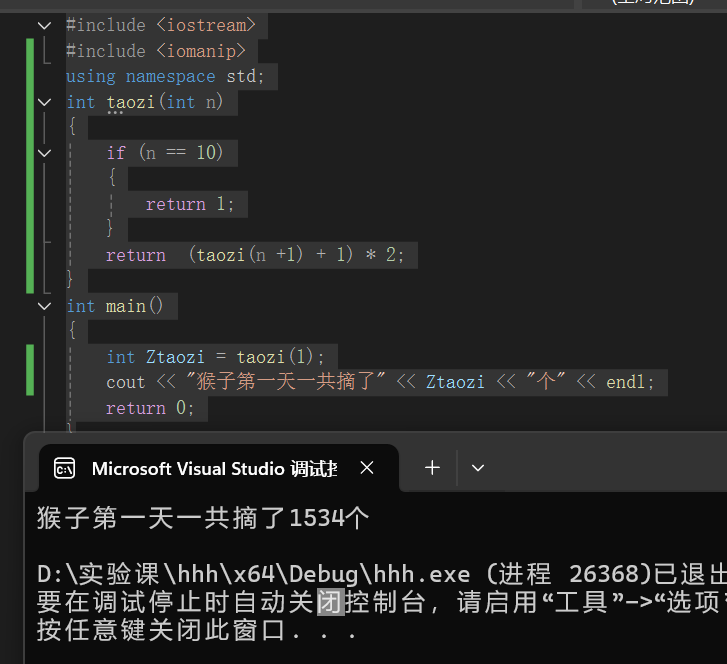 #include <iostream>
#include <iomanip>
using namespace std;
int taozi(int n)
{
if (n == 10)
{
return 1;
}
return (taozi(n +1) + 1) * 2;
}
int main()
{
int Ztaozi = taozi(1);
cout << "猴子第一天一共摘了" << Ztaozi << "个" << endl;
return 0;
}
Microsoft Visual Studio 调试
猴子第一天一共摘了1534个
D:\实验课\hhh\x64\Debug\hhh.exe (进程 26368)已退出
要在调试停止时自动关闭控制台，请启用“工具”->“选项”
按任意键关闭此窗口. . .